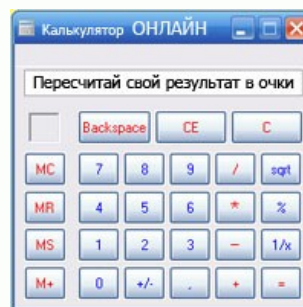 Калькулятор ОНЛАЙН
Пересчитай свой результат в очки
Backspace CE C
MC 7 8 9 / sqrt
MR 4 5 6 * %
MS 1 2 3 - 1/x
M+ 0 +/- , + =